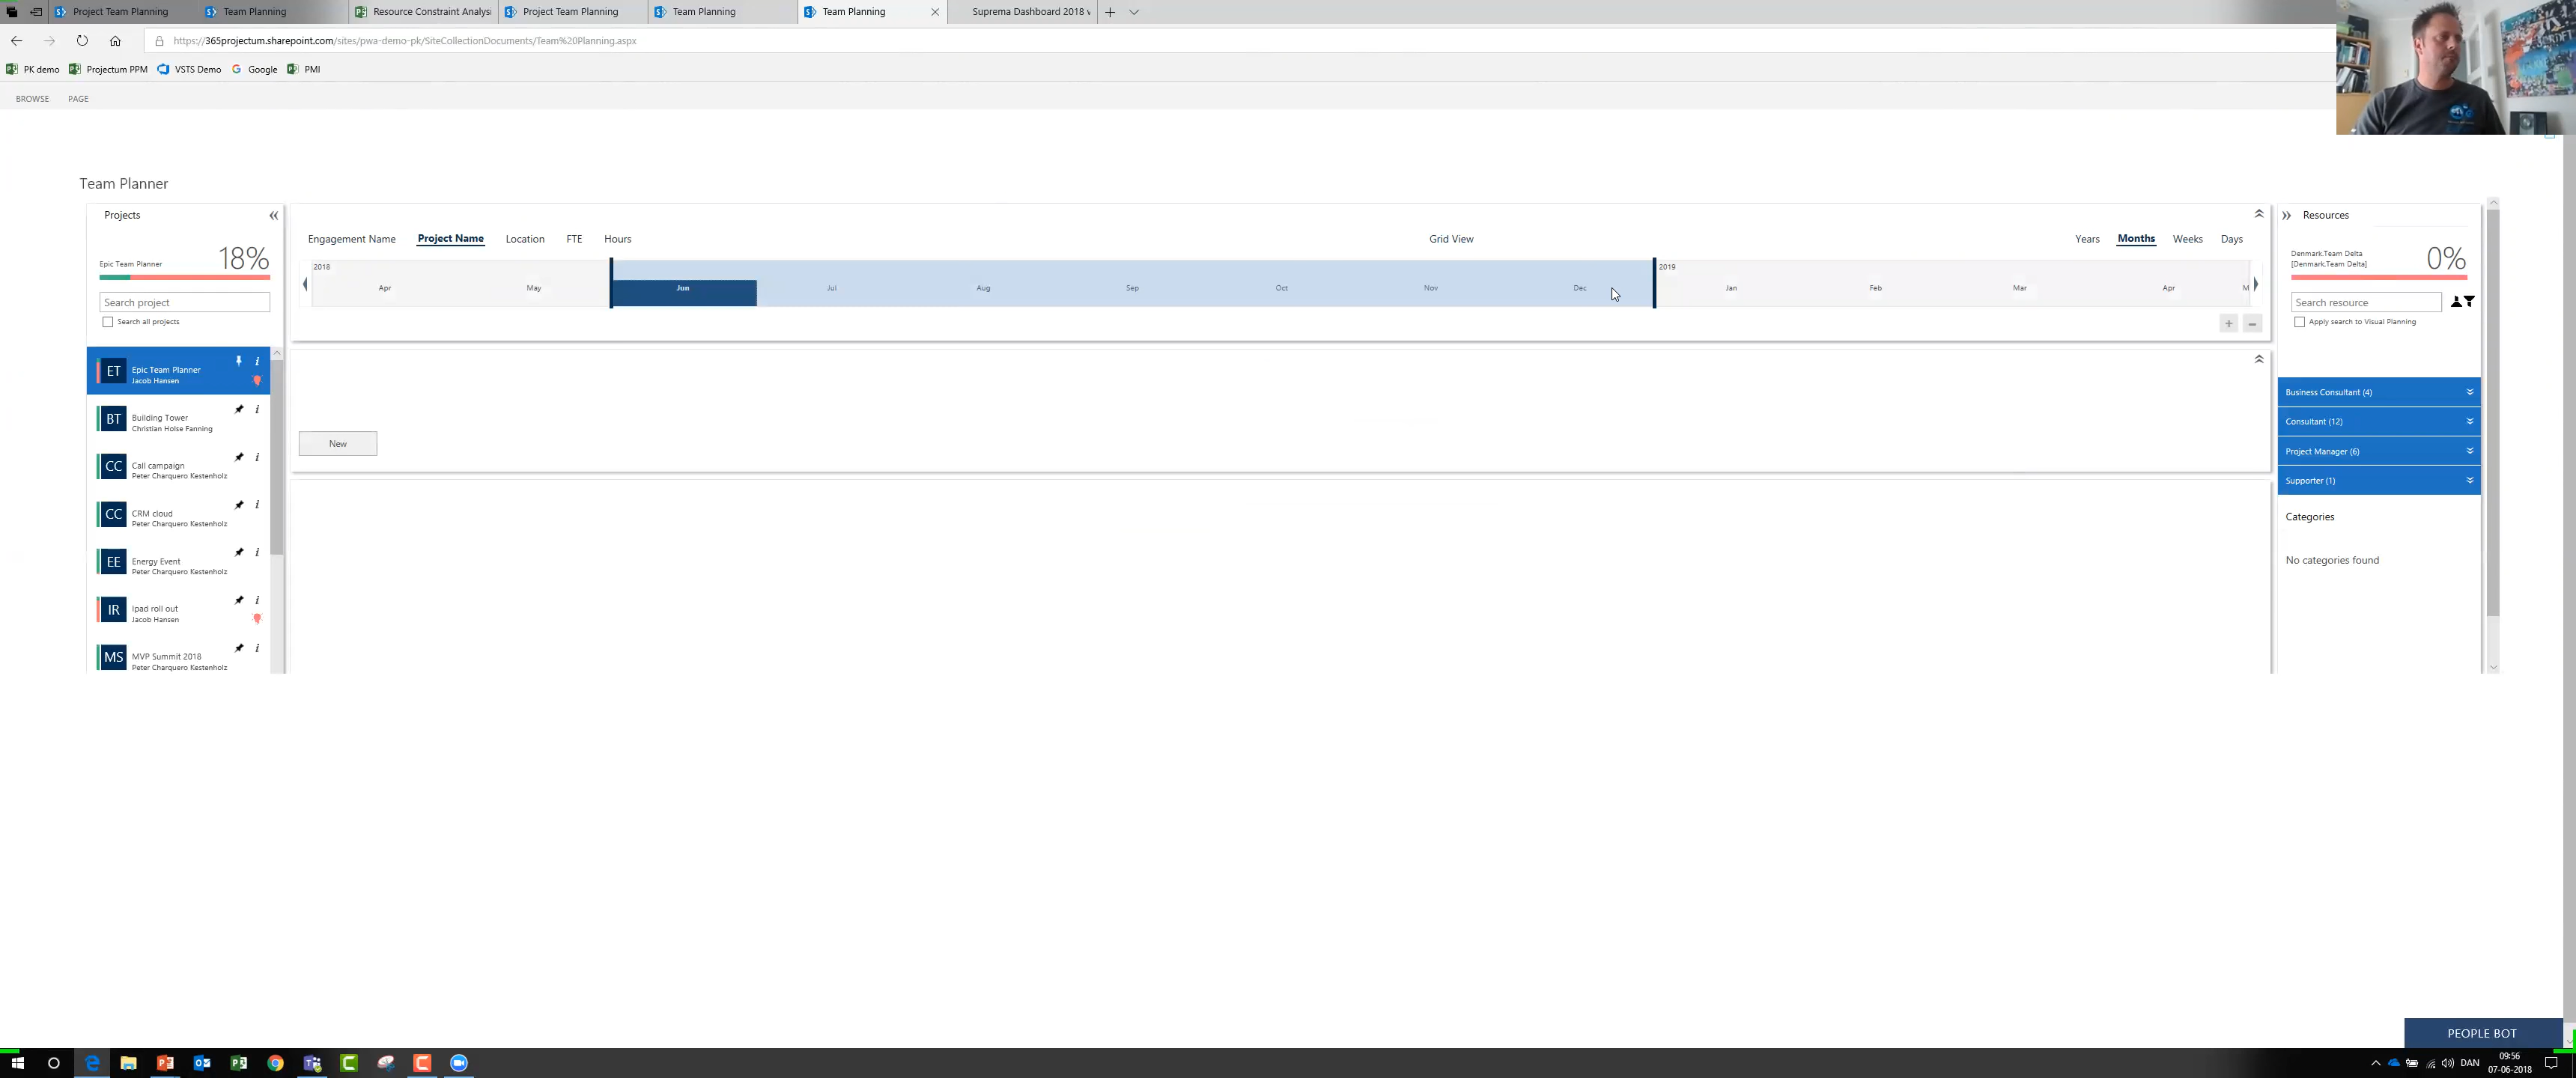 Project Team Planning
Team Planning
Resource Constraint Analysi
Project Team Planning
Team Planning
Team Planning
Suprema Dashboard 2018 v
https://365projectum.sharepoint.com/sites/pwa-demo-pk/SiteCollectionDocuments/Team%20Planning.aspx
PK demo
Projectum PPM
VSTS Demo
Google
PMI
BROWSE
PAGE
Team Planner
Projects
Epic Team Planner
18%
Search project
Search all projects
ET
Epic Team Planner
Jacob Hansen
BT
Building Tower
Christian Holse Fanning
CC
Call campaign
Peter Charquero Kestenholz
CC
CRM cloud
Peter Charquero Kestenholz
EE
Energy Event
Peter Charquero Kestenholz
IR
Ipad roll out
Jacob Hansen
MS
MVP Summit 2018
Peter Charquero Kestenholz
Engagement Name
Project Name
Location
FTE
Hours
Grid View
Years
Months
Weeks
Days
2018
2019
Apr
May
Jun
Jul
Aug
Sep
Oct
Nov
Dec
Jan
Feb
Mar
Apr
M
+
−
New
Resources
Denmark.Team Delta
[Denmark.Team Delta]
0%
Search resource
Apply search to Visual Planning
Business Consultant (4)
Consultant (12)
Project Manager (6)
Supporter (1)
Categories
No categories found
PEOPLE BOT
DAN
09:56
07-06-2018